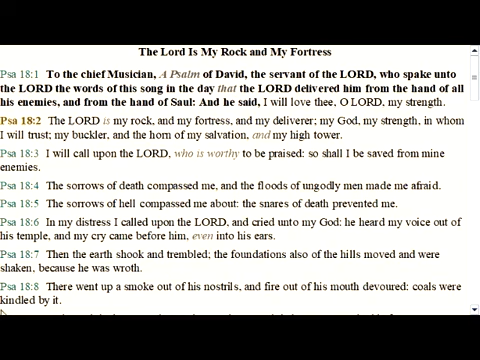 The Lord Is My Rock and My Fortress
Psa 18:1 To the chief Musician, A Psalm of David, the servant of the LORD, who spake unto
the LORD the words of this song in the day that the LORD delivered him from the hand of all
his enemies, and from the hand of Saul: And he said, I will love thee, O LORD, my strength.
Psa 18:2 The LORD is my rock, and my fortress, and my deliverer; my God, my strength, in whom
I will trust; my buckler, and the horn of my salvation, and my high tower.
Psa 18:3 I will call upon the LORD, who is worthy to be praised: so shall I be saved from mine
enemies.
Psa 18:4 The sorrows of death compassed me, and the floods of ungodly men made me afraid.
Psa 18:5 The sorrows of hell compassed me about: the snares of death prevented me.
Psa 18:6 In my distress I called upon the LORD, and cried unto my God: he heard my voice out of
his temple, and my cry came before him, even into his ears.
Psa 18:7 Then the earth shook and trembled; the foundations also of the hills moved and were
shaken, because he was wroth.
Psa 18:8 There went up a smoke out of his nostrils, and fire out of his mouth devoured: coals were
kindled by it.